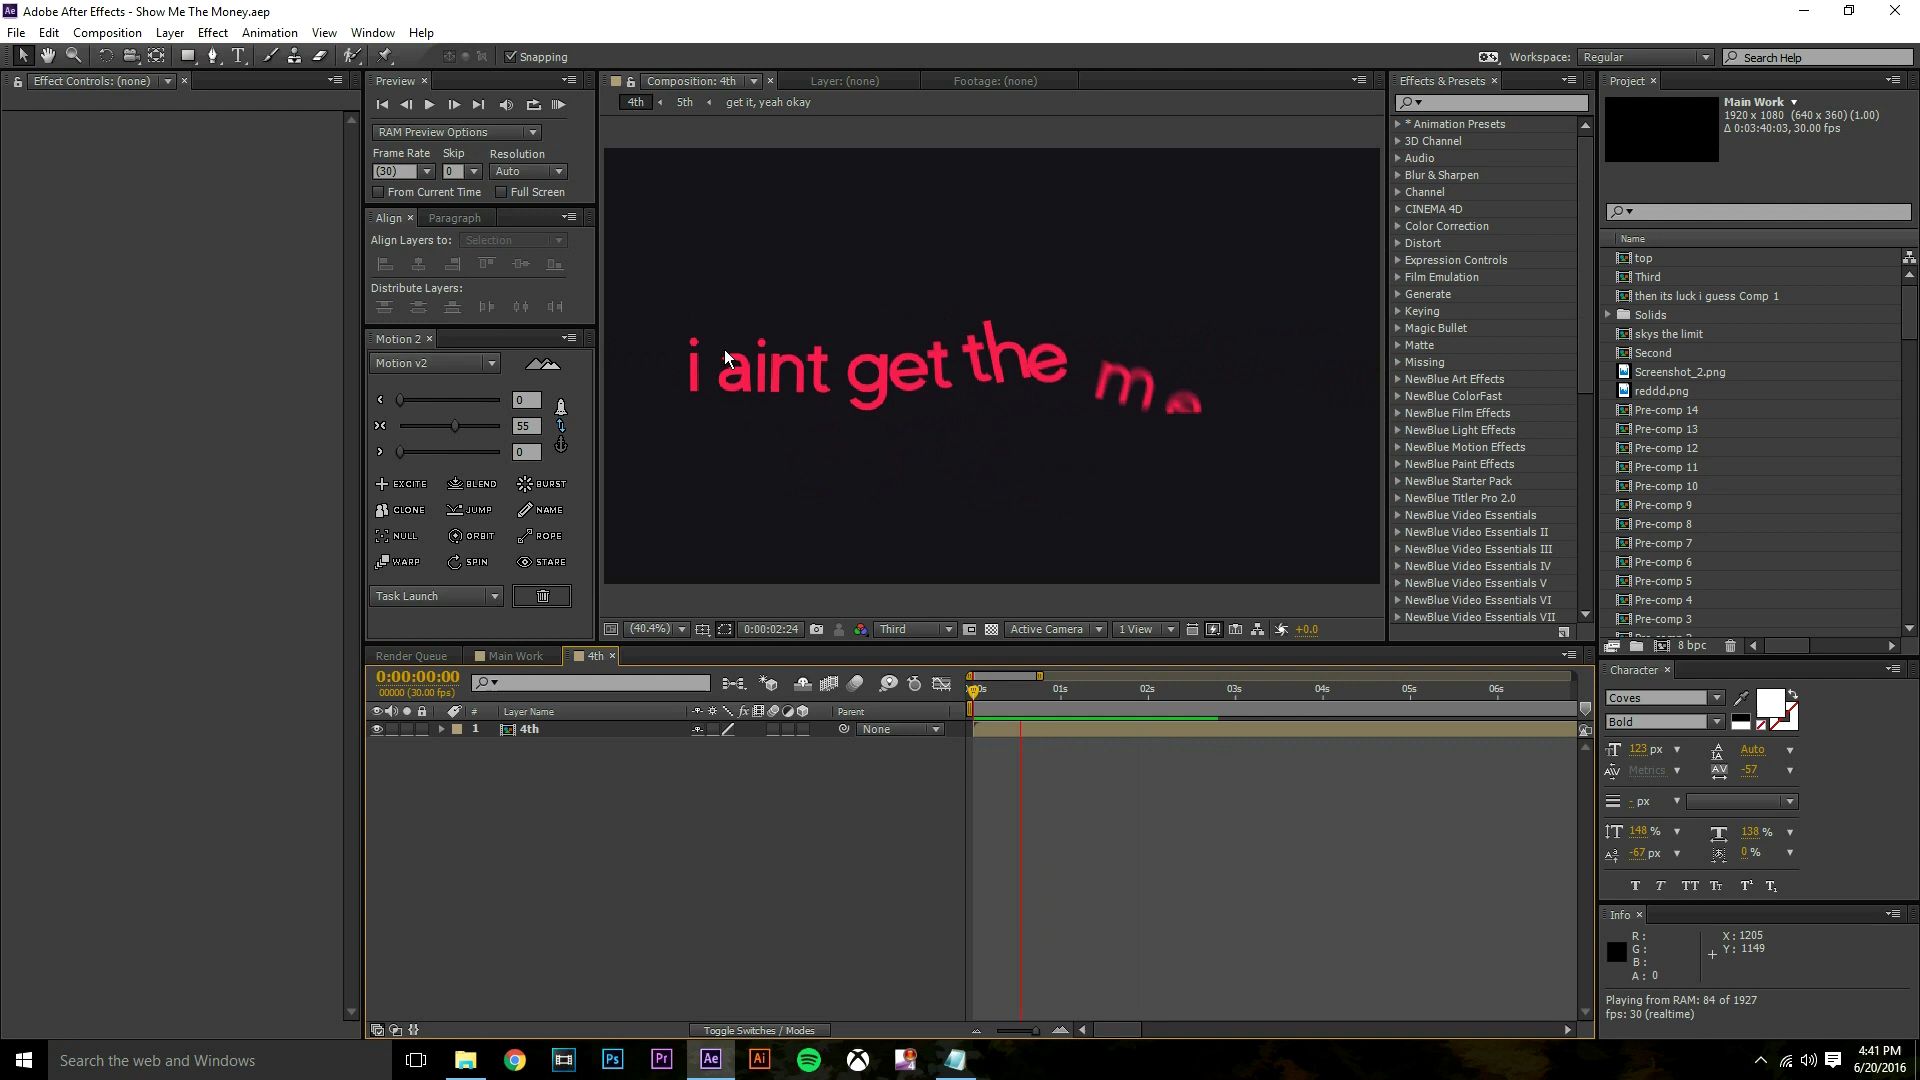 Adobe After Effects - Show Me The Money.aep
File Edit Composition Layer Effect Animation View Window Help
Snapping
Workspace: Regular
Search Help
Effect Controls: (none)
Preview
RAM Preview Options
Frame Rate Skip Resolution
(30) 0 Auto
From Current Time Full Screen
Align Paragraph
Align Layers to: Selection
Distribute Layers:
Motion 2
Motion v2
0
55
0
EXCITE BLEND BURST
CLONE JUMP NAME
NULL ORBIT ROPE
WARP SPIN STARE
Task Launch
Composition: 4th
Layer: (none)
Footage: (none)
4th 5th get it, yeah okay
i aint get the m
(40.4%) 0:00:02:24 Third Active Camera 1 View +0.0
Effects & Presets
* Animation Presets
3D Channel
Audio
Blur & Sharpen
Channel
CINEMA 4D
Color Correction
Distort
Expression Controls
Film Emulation
Generate
Keying
Magic Bullet
Matte
Missing
NewBlue Art Effects
NewBlue ColorFast
NewBlue Film Effects
NewBlue Light Effects
NewBlue Motion Effects
NewBlue Paint Effects
NewBlue Starter Pack
NewBlue Titler Pro 2.0
NewBlue Video Essentials
NewBlue Video Essentials II
NewBlue Video Essentials III
NewBlue Video Essentials IV
NewBlue Video Essentials V
NewBlue Video Essentials VI
NewBlue Video Essentials VII
Project
Main Work
1920 x 1080 (640 x 360) (1.00)
Δ 0:03:40:03, 30.00 fps
Name
top
Third
then its luck i guess Comp 1
Solids
skys the limit
Second
Screenshot_2.png
reddd.png
Pre-comp 14
Pre-comp 13
Pre-comp 12
Pre-comp 11
Pre-comp 10
Pre-comp 9
Pre-comp 8
Pre-comp 7
Pre-comp 6
Pre-comp 5
Pre-comp 4
Pre-comp 3
8 bpc
Render Queue Main Work 4th
0:00:00:00
00000 (30.00 fps)
# Layer Name
Parent
1 4th
None
01s 02s 03s 04s 05s 06s
Toggle Switches / Modes
Character
Coves
Bold
123 px Auto
Metrics -57
- px
148 % 138 %
-67 px 0 %
Info
R :
G :
B :
A : 0
X : 1205
Y : 1149
Playing from RAM: 84 of 1927
fps: 30 (realtime)
Search the web and Windows
Ps
Pr
Ae
Ai
4:41 PM
6/20/2016